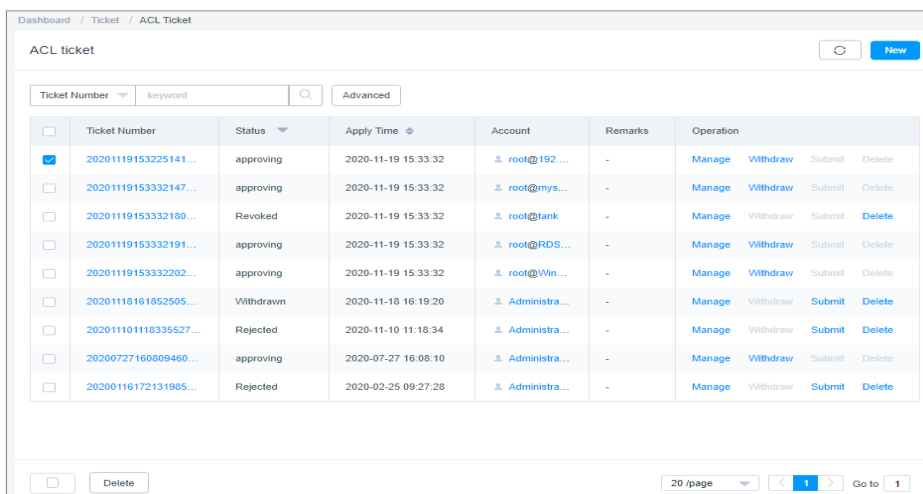 Dashboard / Ticket / ACL Ticket
ACL ticket
New
Ticket Number keyword Advanced
Ticket Number Status Apply Time Account Remarks Operation
20201119153225141... approving 2020-11-19 15:33:32 root@192.... - Manage Withdraw Submit Delete
20201119153332147... approving 2020-11-19 15:33:32 root@mys... - Manage Withdraw Submit Delete
20201119153332180... Revoked 2020-11-19 15:33:32 root@tank - Manage Withdraw Submit Delete
20201119153332191... approving 2020-11-19 15:33:32 root@RDS... - Manage Withdraw Submit Delete
20201119153332202... approving 2020-11-19 15:33:32 root@Win... - Manage Withdraw Submit Delete
20201118161852505... Withdrawn 2020-11-18 16:19:20 Administra... - Manage Withdraw Submit Delete
202011101118335527... Rejected 2020-11-10 11:18:34 Administra... - Manage Withdraw Submit Delete
20200727160809460... approving 2020-07-27 16:08:10 Administra... - Manage Withdraw Submit Delete
20200116172131985... Rejected 2020-02-25 09:27:28 Administra... - Manage Withdraw Submit Delete
Delete 20 /page < 1 > Go to 1